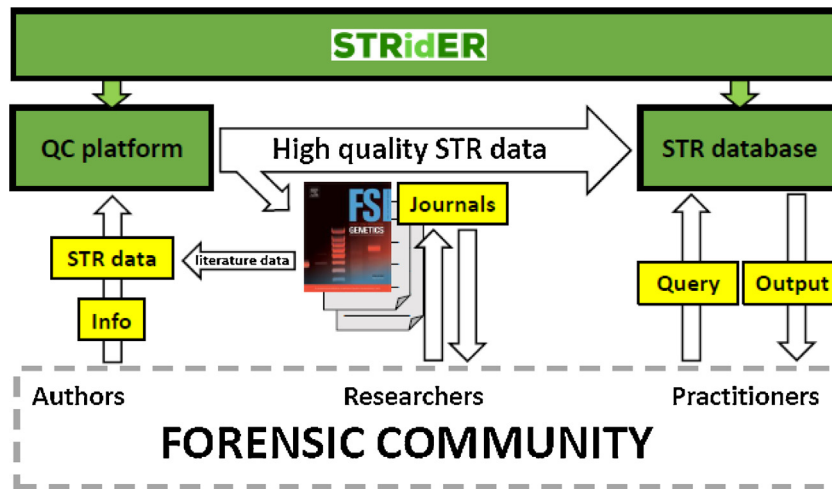 STRidER
QC platform
High quality STR data
STR database
FSI
GENETICS
Journals
STR data
literature data
Info
Query
Output
Authors
Researchers
Practitioners
FORENSIC COMMUNITY